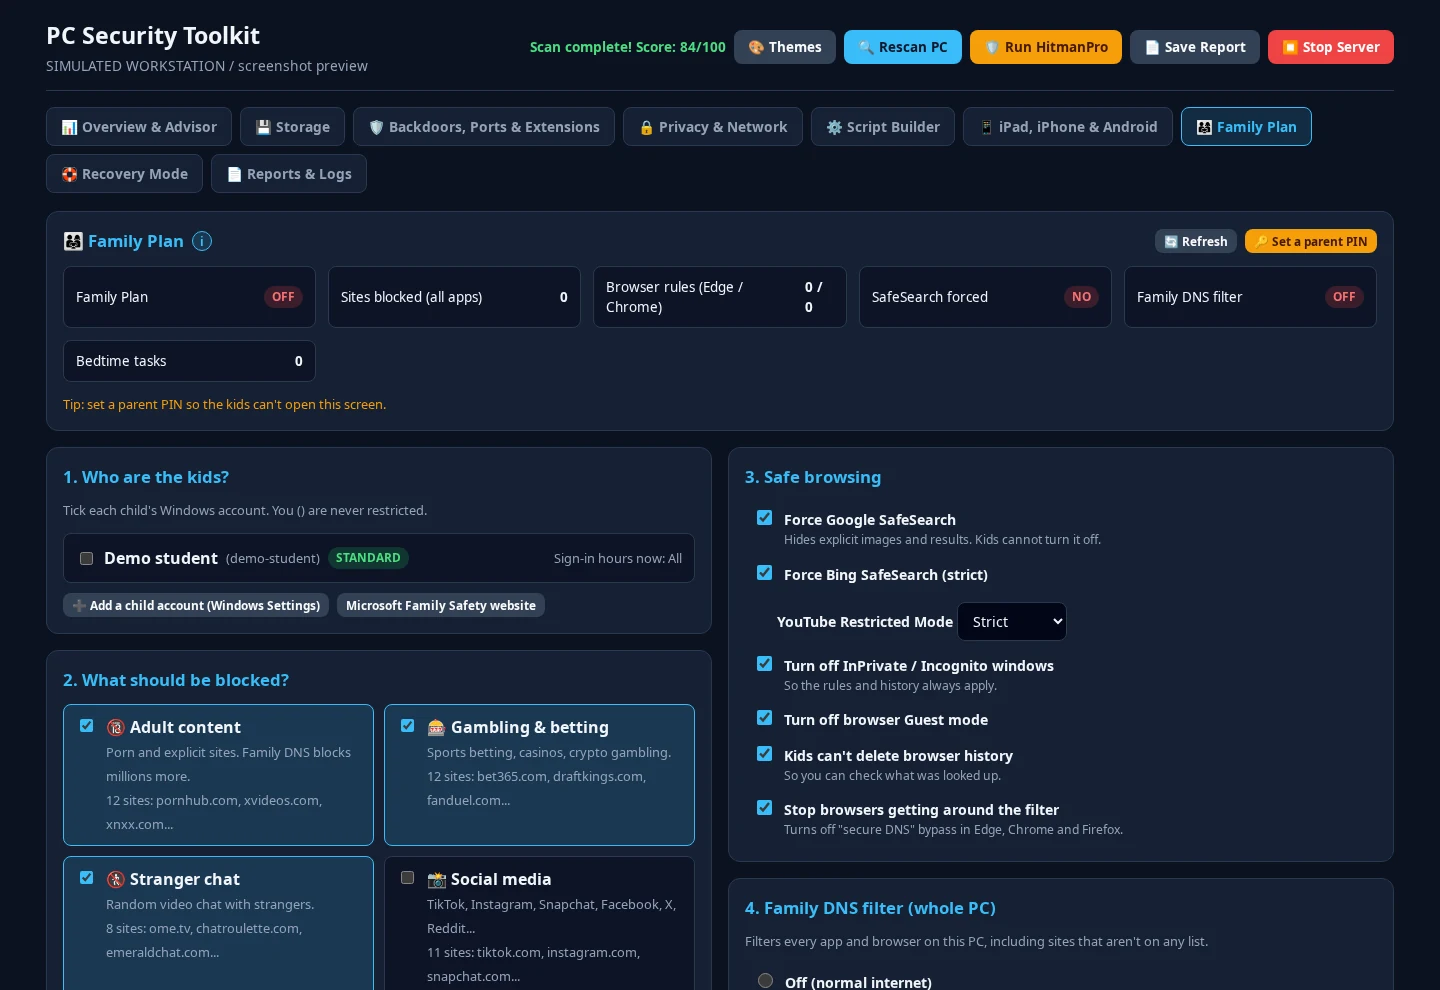 PC Security Toolkit
SIMULATED WORKSTATION / screenshot preview
Scan complete! Score: 84/100
Themes
Rescan PC
Run HitmanPro
Save Report
Stop Server
Overview & Advisor
Storage
Backdoors, Ports & Extensions
Privacy & Network
Script Builder
iPad, iPhone & Android
Family Plan
Recovery Mode
Reports & Logs
Family Plan i
Refresh
Set a parent PIN
Family Plan OFF
Sites blocked (all apps) 0
Browser rules (Edge /
Chrome)
0 /
0
SafeSearch forced NO
Family DNS filter OFF
Bedtime tasks 0
Tip: set a parent PIN so the kids can't open this screen.
1. Who are the kids?
Tick each child's Windows account. You () are never restricted.
Demo student (demo-student) STANDARD Sign-in hours now: All
Add a child account (Windows Settings)
Microsoft Family Safety website
2. What should be blocked?
Adult content
Porn and explicit sites. Family DNS blocks
millions more.
12 sites: pornhub.com, xvideos.com,
xnxx.com...
Gambling & betting
Sports betting, casinos, crypto gambling.
12 sites: bet365.com, draftkings.com,
fanduel.com...
Stranger chat
Random video chat with strangers.
8 sites: ome.tv, chatroulette.com,
emeraldchat.com...
Social media
TikTok, Instagram, Snapchat, Facebook, X,
Reddit...
11 sites: tiktok.com, instagram.com,
snapchat.com...
3. Safe browsing
Force Google SafeSearch
Hides explicit images and results. Kids cannot turn it off.
Force Bing SafeSearch (strict)
YouTube Restricted Mode Strict
Turn off InPrivate / Incognito windows
So the rules and history always apply.
Turn off browser Guest mode
Kids can't delete browser history
So you can check what was looked up.
Stop browsers getting around the filter
Turns off "secure DNS" bypass in Edge, Chrome and Firefox.
4. Family DNS filter (whole PC)
Filters every app and browser on this PC, including sites that aren't on any list.
Off (normal internet)